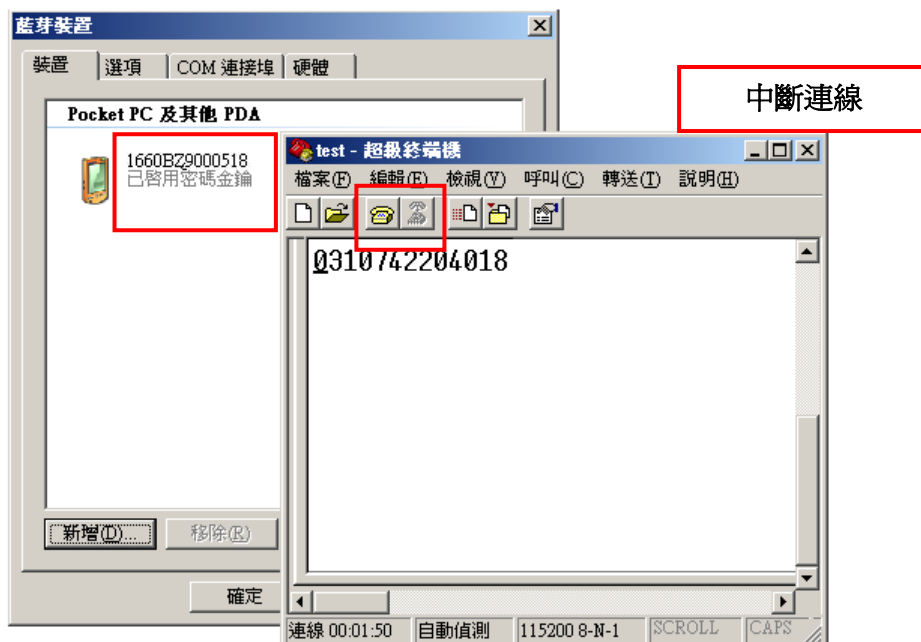 藍芽裝置
裝置 選項 COM 連接埠 硬體
Pocket PC 及其他 PDA
1660BZ9000518
已啓用密碼金鑰
新增(D)... 移除(R)
確定
中斷連線
test - 超級終端機
檔案(F) 編輯(E) 檢視(V) 呼叫(C) 轉送(T) 說明(H)
0310742204018
連線 00:01:50 自動偵測 115200 8-N-1 SCROLL CAPS